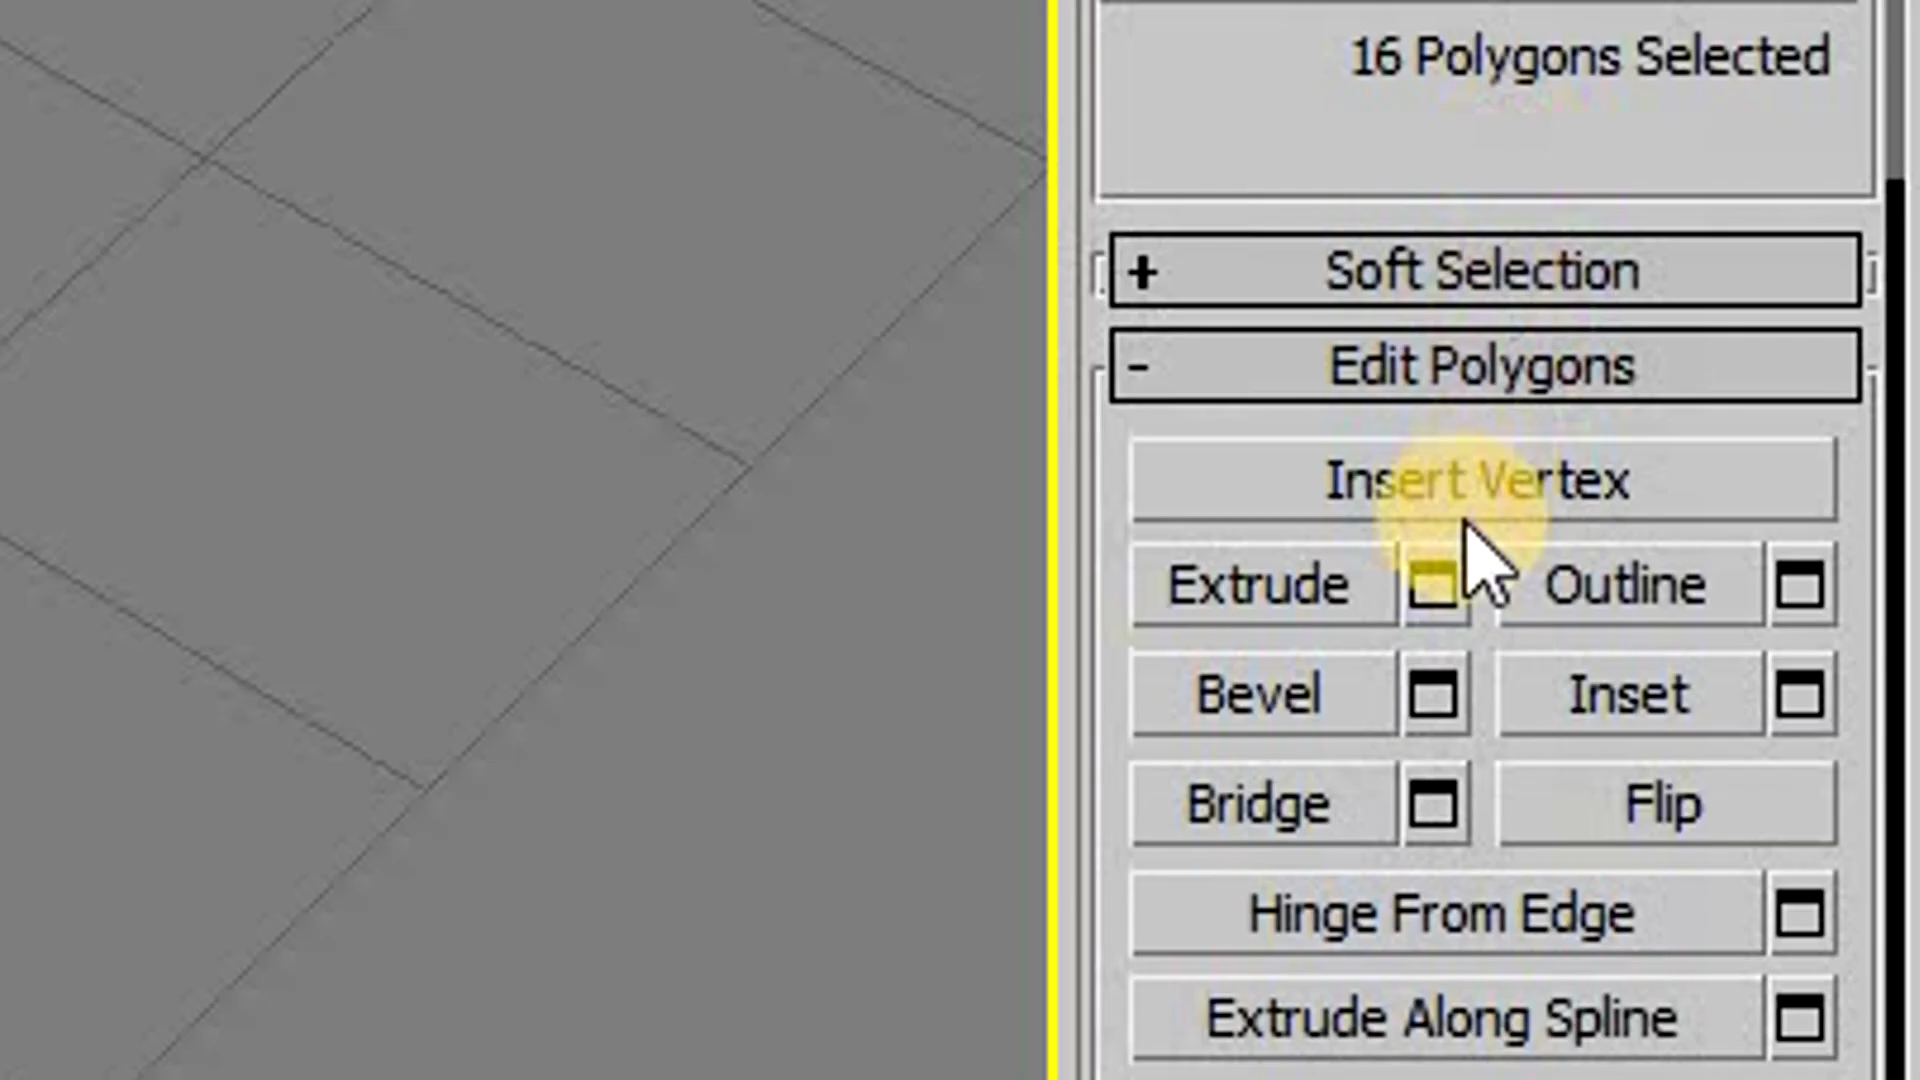 16 Polygons Selected
+ Soft Selection
- Edit Polygons
Insert Vertex
Extrude Outline
Bevel Inset
Bridge Flip
Hinge From Edge
Extrude Along Spline